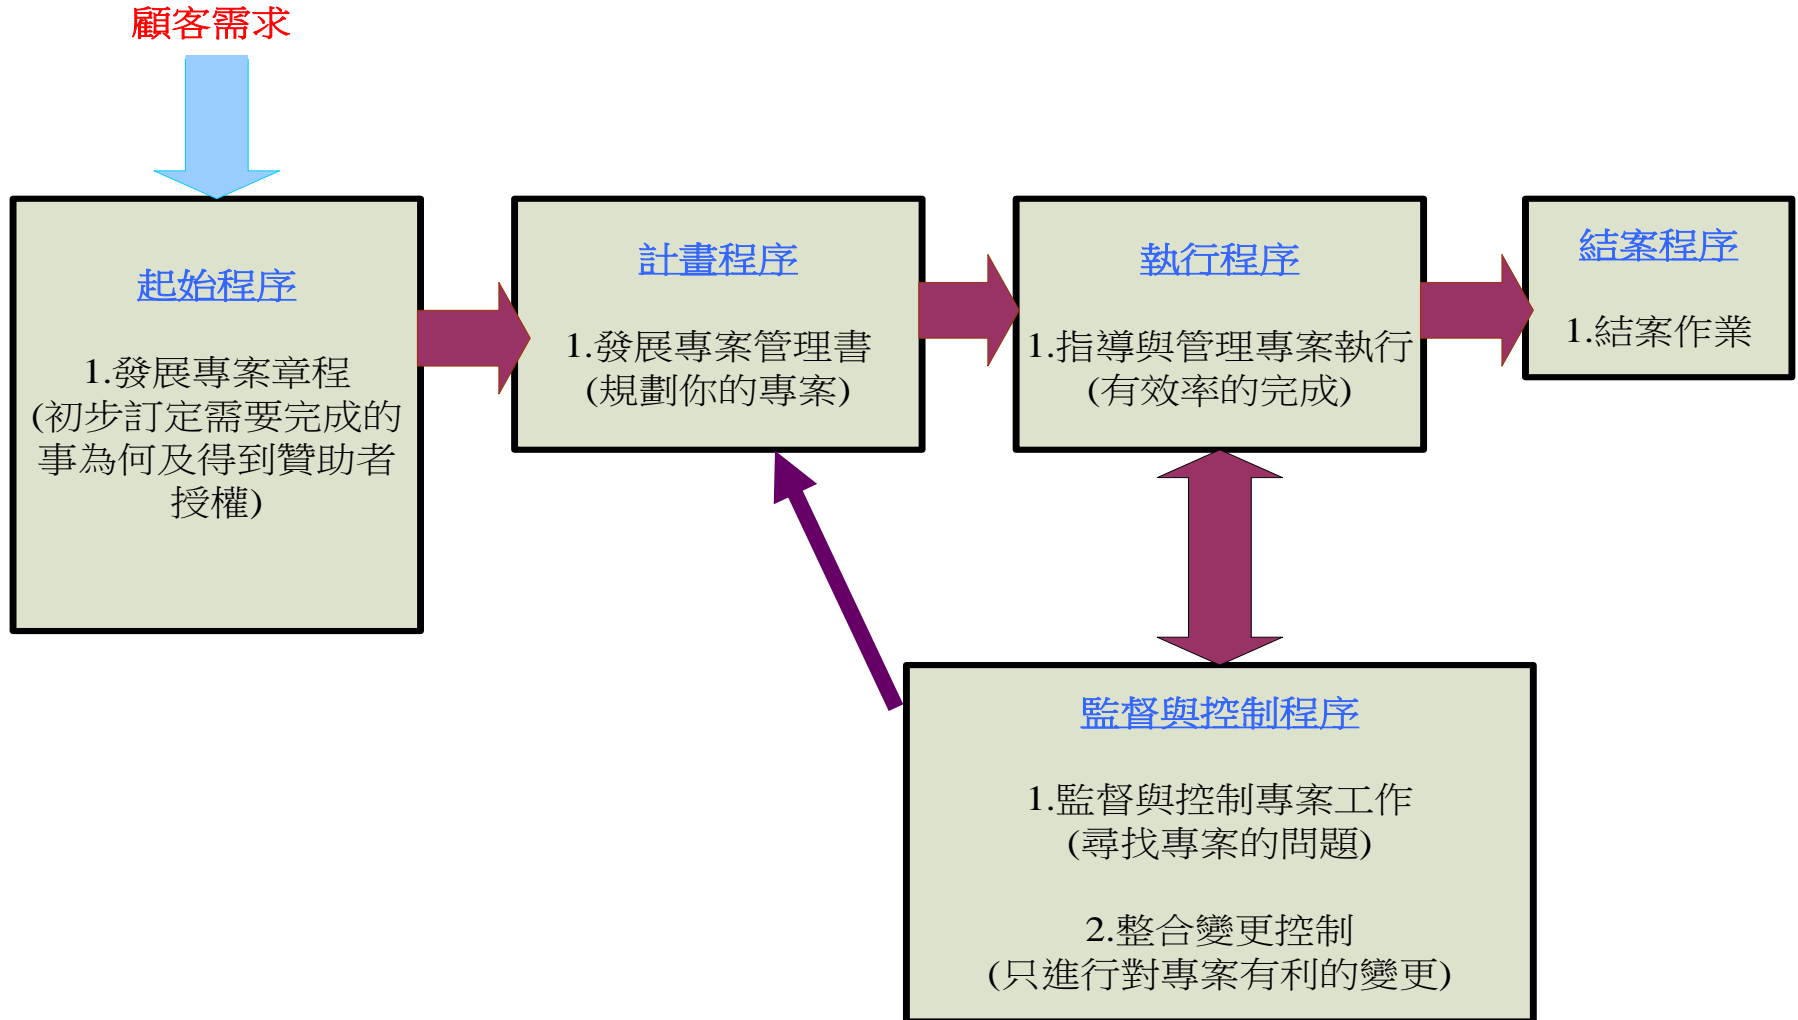 顧客需求
起始程序
1.發展專案章程
(初步訂定需要完成的
事為何及得到贊助者
授權)
計畫程序
1.發展專案管理書
(規劃你的專案)
執行程序
1.指導與管理專案執行
(有效率的完成)
結案程序
1.結案作業
監督與控制程序
1.監督與控制專案工作
(尋找專案的問題)
2.整合變更控制
(只進行對專案有利的變更)